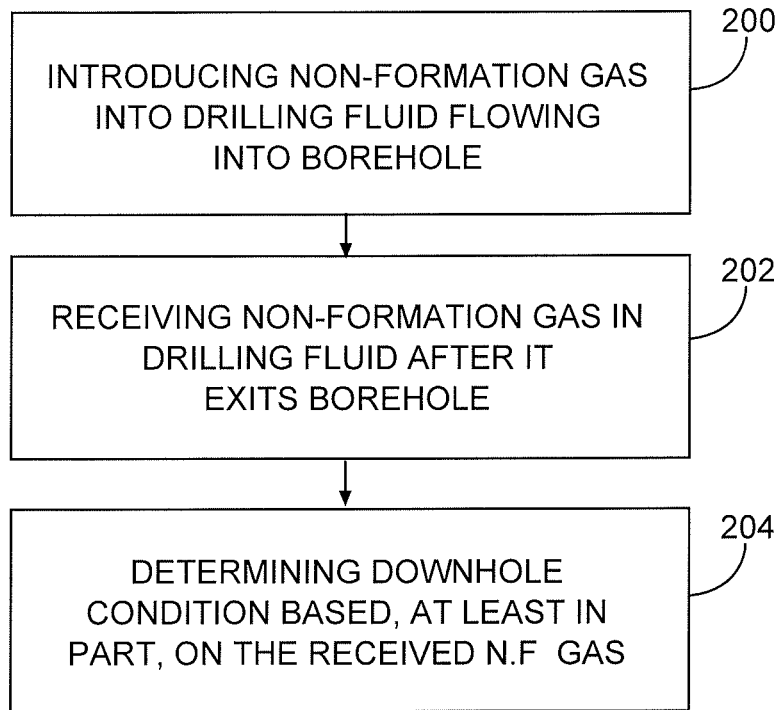 200
INTRODUCING NON-FORMATION GAS
INTO DRILLING FLUID FLOWING
INTO BOREHOLE
202
RECEIVING NON-FORMATION GAS IN
DRILLING FLUID AFTER IT
EXITS BOREHOLE
204
DETERMINING DOWNHOLE
CONDITION BASED, AT LEAST IN
PART, ON THE RECEIVED N.F GAS